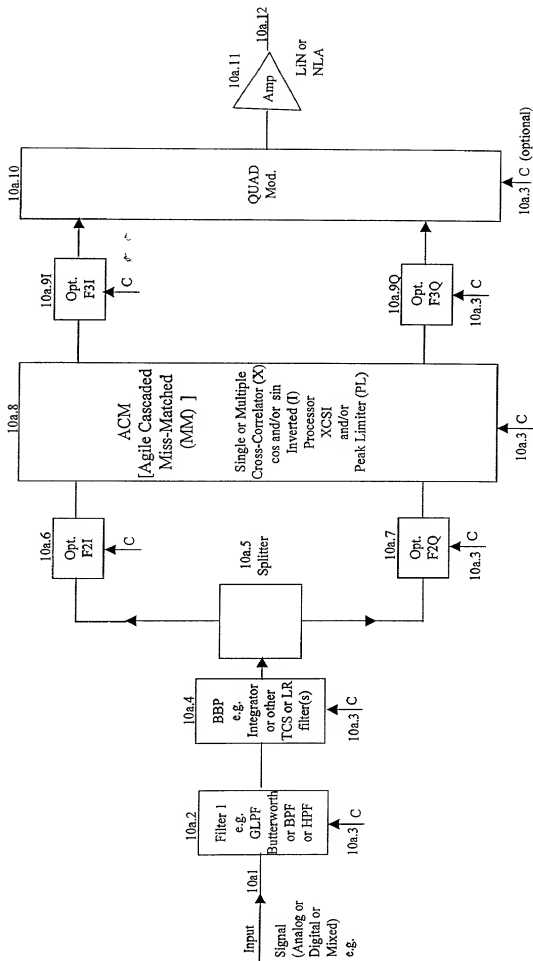 Input
Signal
(Analog or
Digital or
Mixed)
e.g.
10a1
10a.2
Filter 1
e.g.
GLPF
Butterworth
or BPF
or HPF
10a.3 C
10a.4
BBP
e.g.
Integrator
or other
TCS or LR
filter(s)
10a.3 C
10a.5
Splitter
10a.6
Opt.
F2I
C
10a.7
Opt.
F2Q
10a.3 C
10a.8
ACM
[Agile Cascaded
Miss-Matched
(MM) ]
Single or Multiple
Cross-Correlator (X)
cos and/or sin
Inverted (I)
Processor
XCSI
and/or
Peak Limiter (PL)
10a.3 C
10a.9I
Opt.
F3I
C
10a.9Q
Opt.
F3Q
10a.3 C
10a.10
QUAD
Mod.
10a.3 C (optional)
10a.11
Amp
LiN or
NLA
10a.12